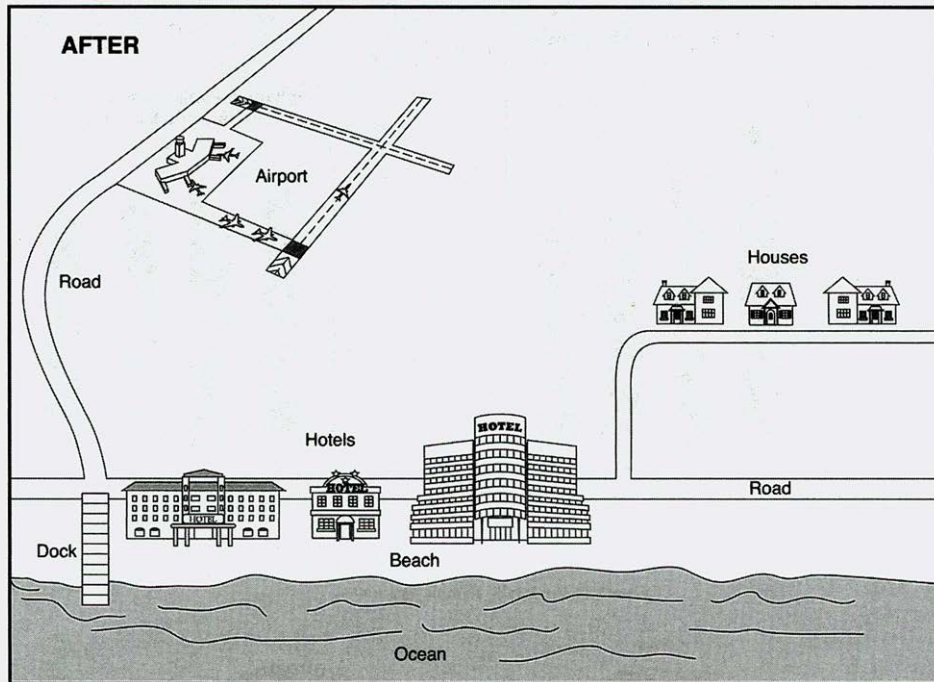 AFTER
Airport
Road
Houses
Hotels
HOTEL
HOTEL
HOTEL
Road
Dock
Beach
Ocean